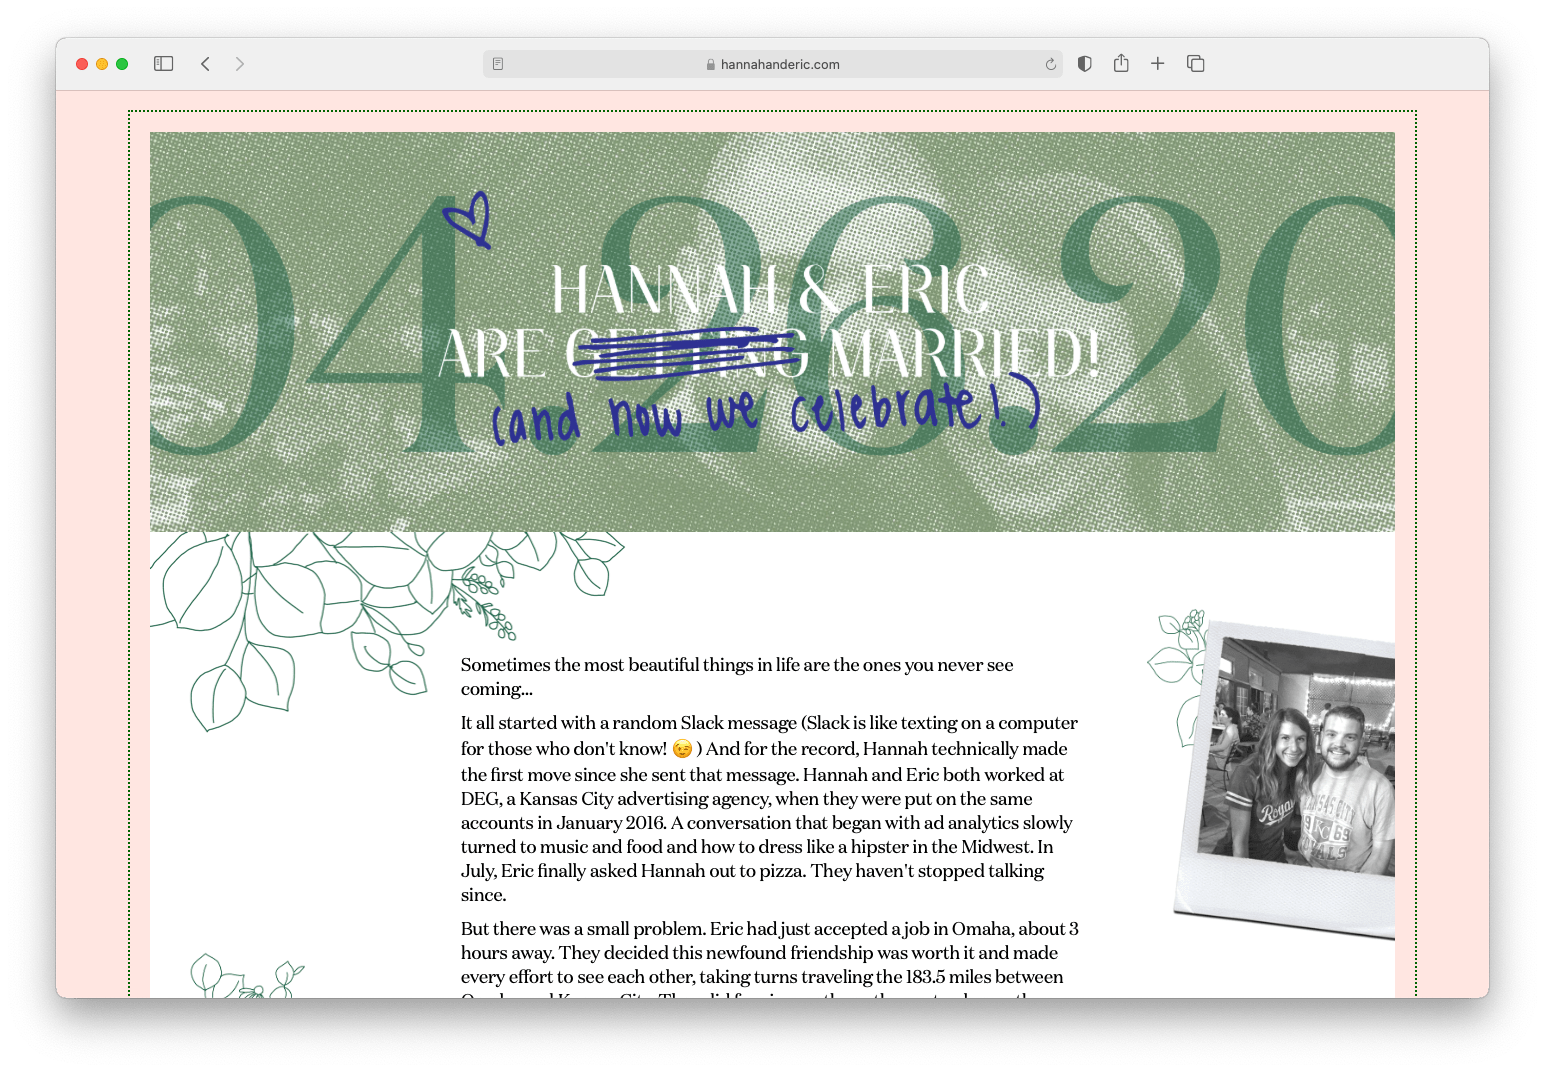 hannahanderic.com
04.26.20
HANNAH & ERIC
ARE GETTING MARRIED!
(and now we celebrate!)
Sometimes the most beautiful things in life are the ones you never see
coming...
It all started with a random Slack message (Slack is like texting on a computer
for those who don't know! 😉 ) And for the record, Hannah technically made
the first move since she sent that message. Hannah and Eric both worked at
DEG, a Kansas City advertising agency, when they were put on the same
accounts in January 2016. A conversation that began with ad analytics slowly
turned to music and food and how to dress like a hipster in the Midwest. In
July, Eric finally asked Hannah out to pizza. They haven't stopped talking
since.
But there was a small problem. Eric had just accepted a job in Omaha, about 3
hours away. They decided this newfound friendship was worth it and made
every effort to see each other, taking turns traveling the 183.5 miles between
Royals
KC
69